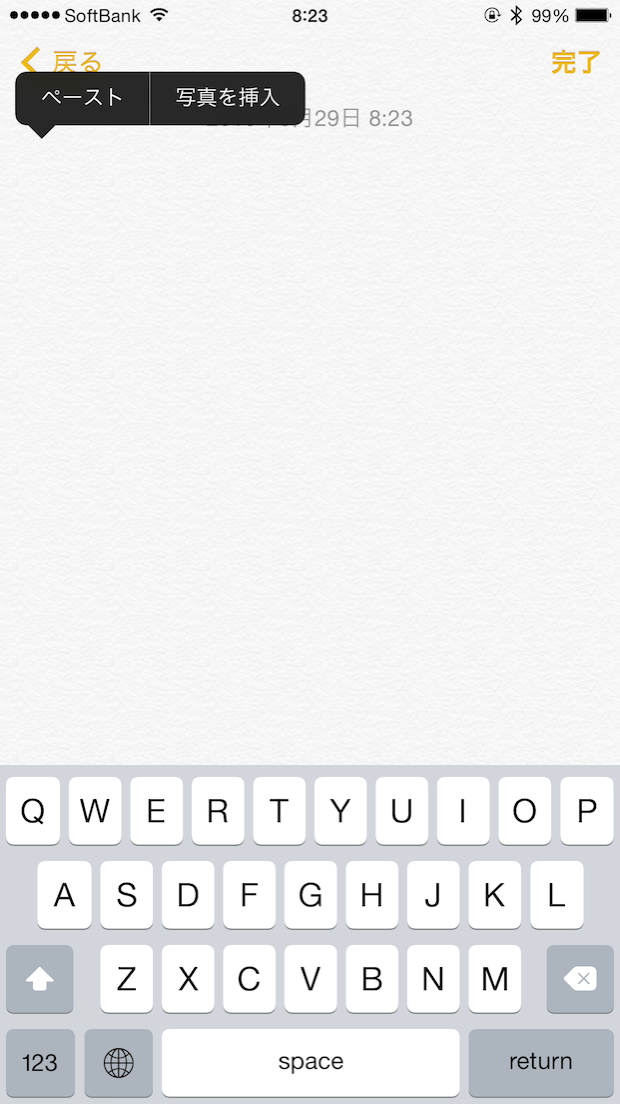 SoftBank 8:23 99%
戻る 完了
ペースト 写真を挿入
月29日 8:23
Q W E R T Y U I O P
A S D F G H J K L
Z X C V B N M
123 space return